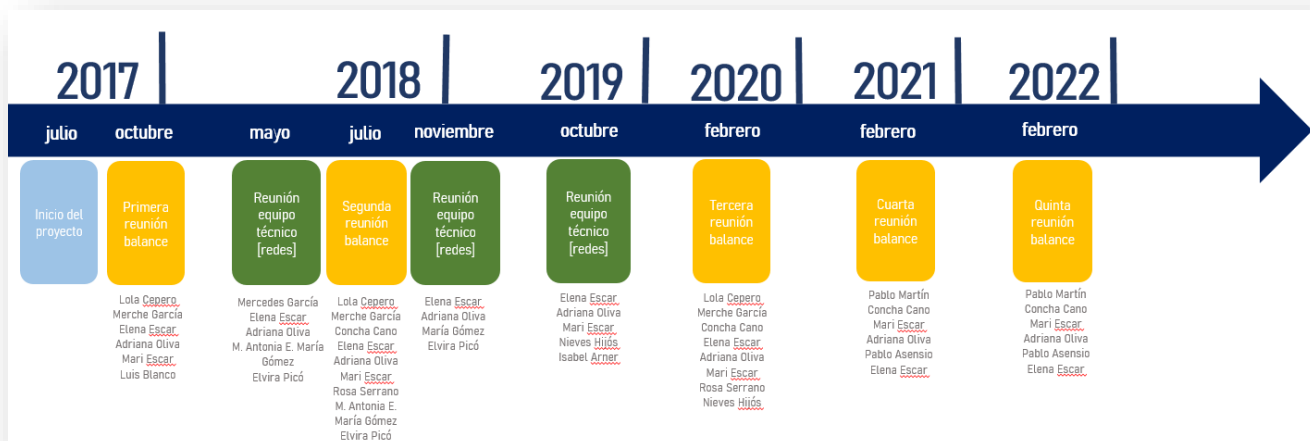 2017
2018
2019
2020
2021
2022
julio
octubre
mayo
julio
noviembre
octubre
febrero
febrero
febrero
Inicio del
proyecto
Primera
reunión
balance
Reunión
equipo
técnico
[redes]
Segunda
reunión
balance
Reunión
equipo
técnico
[redes]
Reunión
equipo
técnico
[redes]
Tercera
reunión
balance
Cuarta
reunión
balance
Quinta
reunión
balance
Lola Cepero
Merche García
Elena Escar
Adriana Oliva
Mari Escar
Luis Blanco
Mercedes García
Elena Escar
Adriana Oliva
M. Antonia E. María
Gómez
Elvira Picó
Lola Cepero
Merche García
Concha Cano
Elena Escar
Adriana Oliva
Mari Escar
Rosa Serrano
M. Antonia E.
María Gómez
Elvira Picó
Elena Escar
Adriana Oliva
María Gómez
Elvira Picó
Elena Escar
Adriana Oliva
Mari Escar
Nieves Hijós
Isabel Arner
Lola Cepero
Merche García
Concha Cano
Elena Escar
Adriana Oliva
Mari Escar
Rosa Serrano
Nieves Hijós
Pablo Martín
Concha Cano
Mari Escar
Adriana Oliva
Pablo Asensio
Elena Escar
Pablo Martín
Concha Cano
Mari Escar
Adriana Oliva
Pablo Asensio
Elena Escar